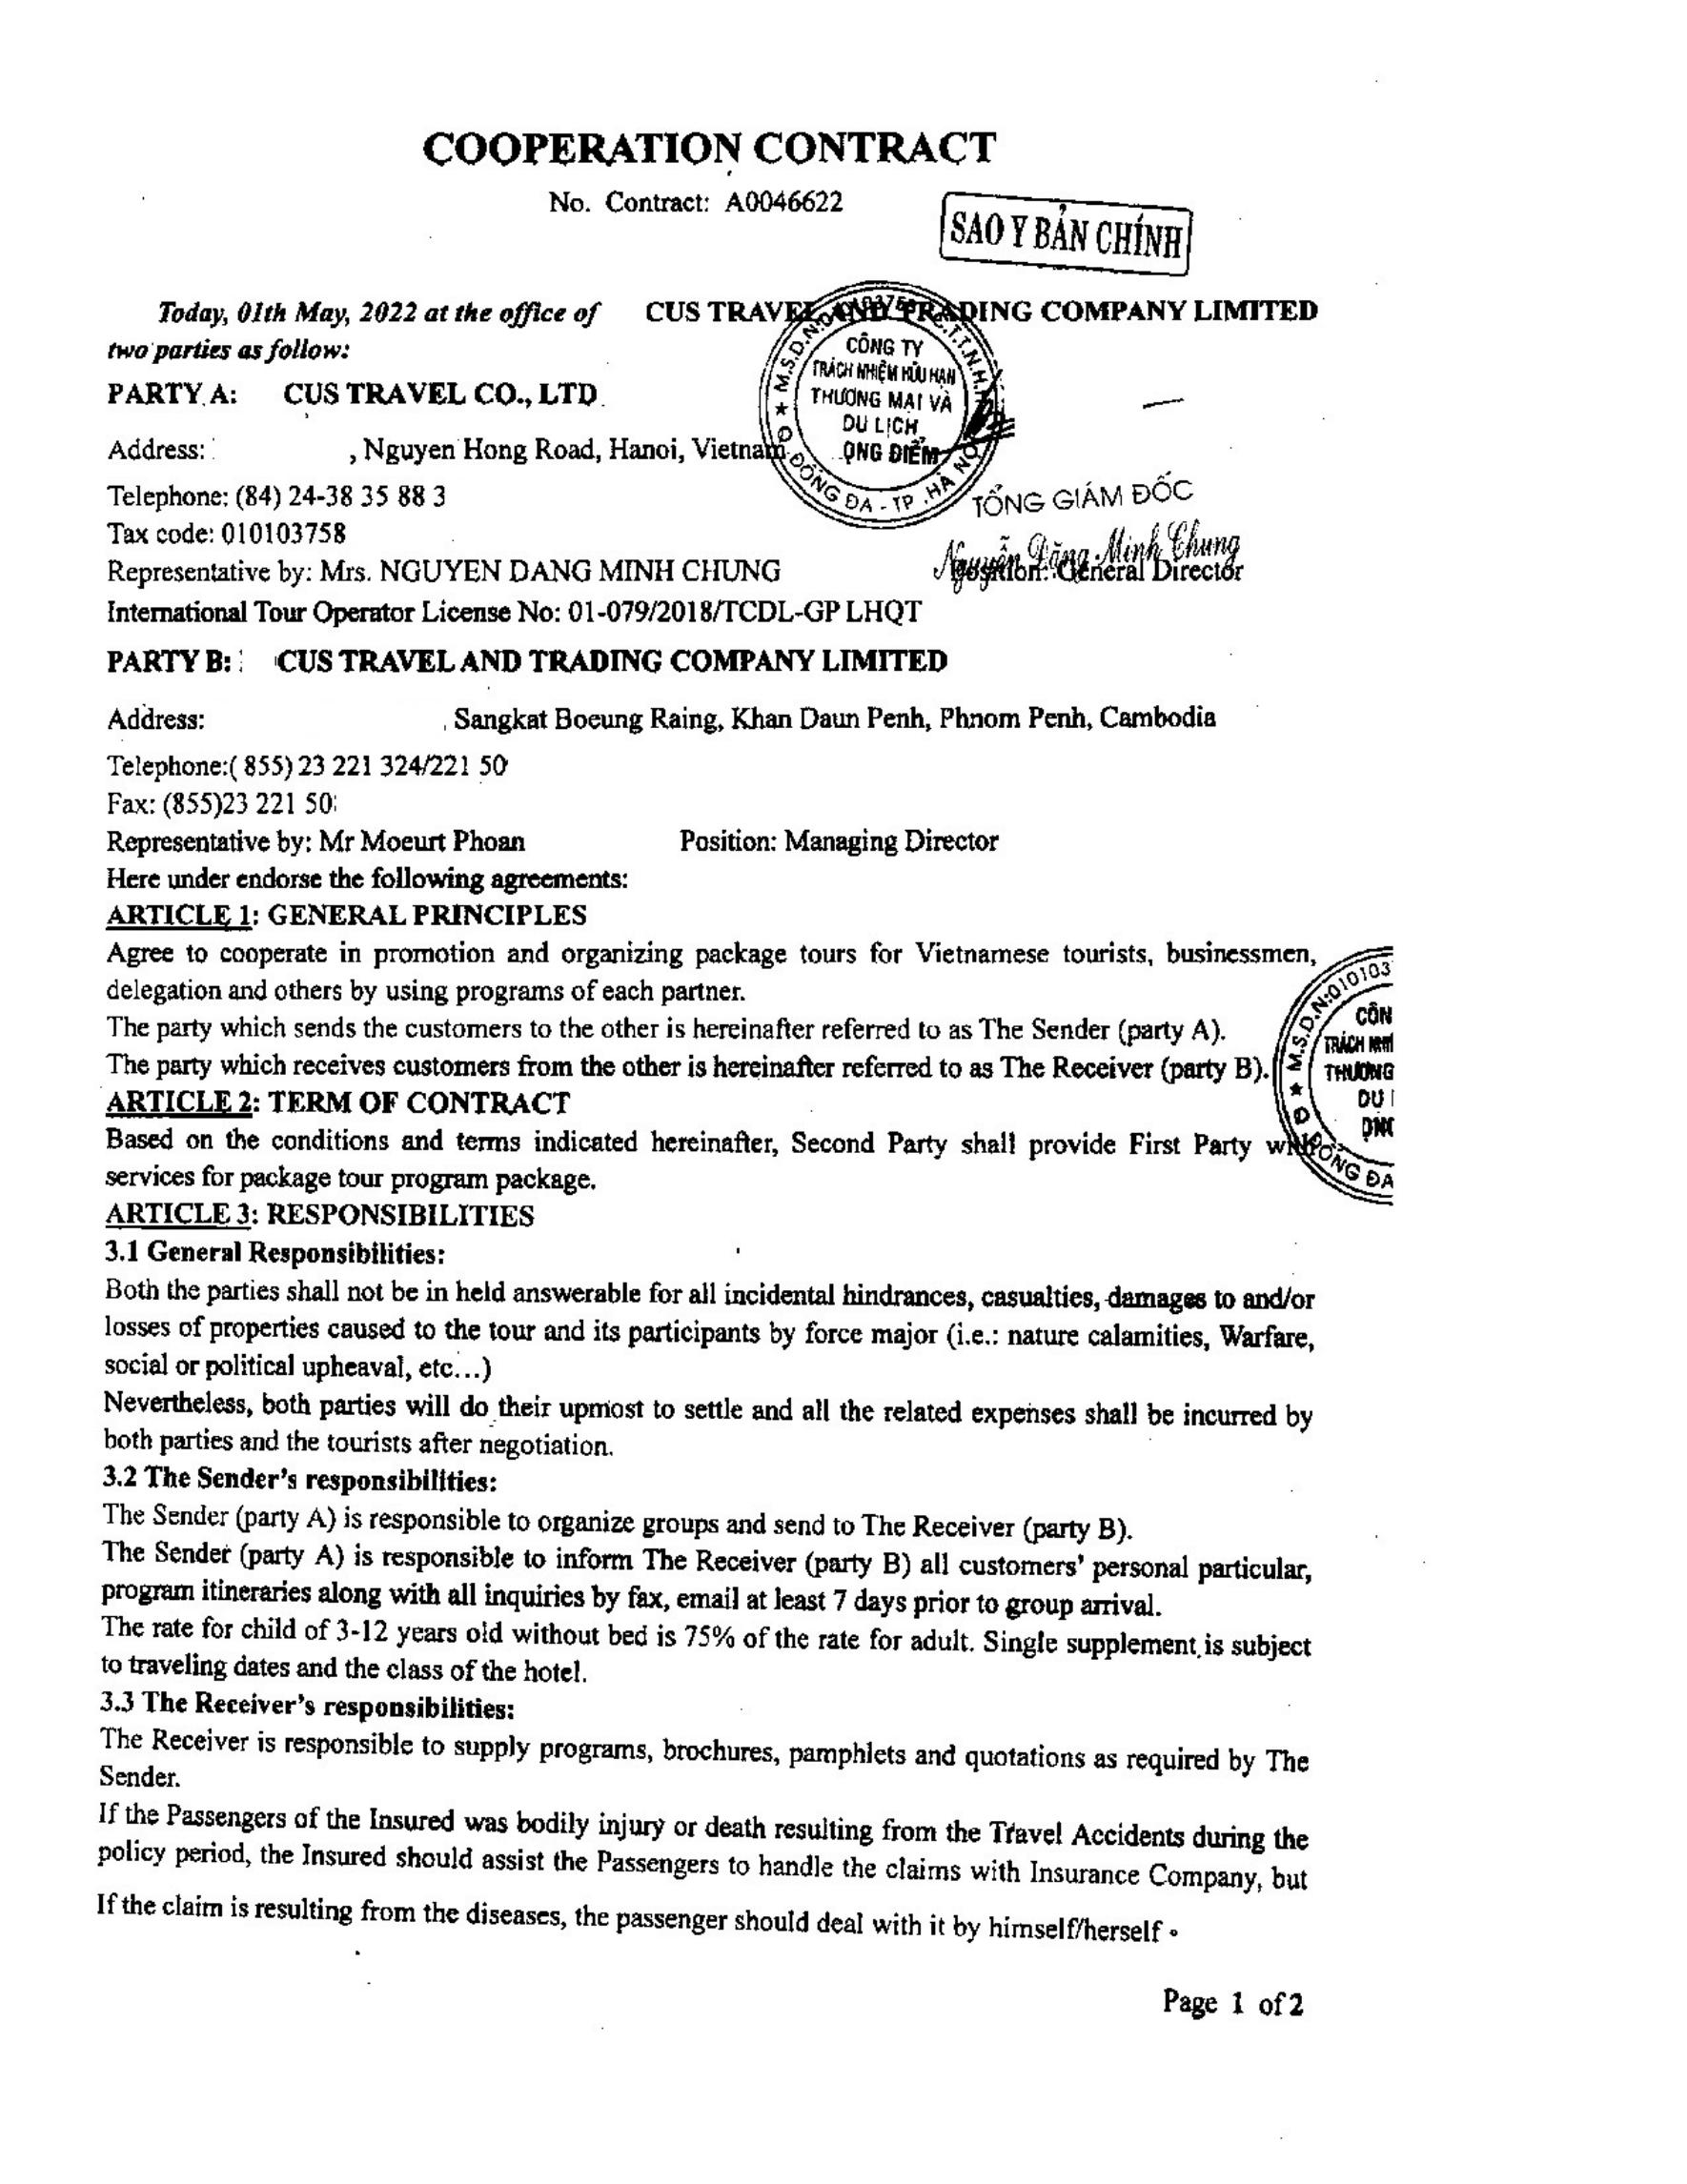 COOPERATION CONTRACT
No. Contract: A0046622
SAO Y BẢN CHÍNH
Today, 01th May, 2022 at the office of CUS TRAVEL AND TRADING COMPANY LIMITED
two parties as follow:
PARTY A: CUS TRAVEL CO., LTD
CÔNG TY
TRÁCH NHIỆM HỮU HẠN
THƯƠNG MẠI VÀ
DU LỊCH
ỌNG ĐIỂM
Q. ĐỐNG ĐA - TP. HÀ NỘI
Address: , Nguyen Hong Road, Hanoi, Vietnam
Telephone: (84) 24-38 35 88 3
TỔNG GIÁM ĐỐC
Tax code: 010103758
Nguyễn Đăng Minh Chung
Representative by: Mrs. NGUYEN DANG MINH CHUNG Position: General Director
International Tour Operator License No: 01-079/2018/TCDL-GP LHQT
PARTY B: CUS TRAVEL AND TRADING COMPANY LIMITED
Address: , Sangkat Boeung Raing, Khan Daun Penh, Phnom Penh, Cambodia
Telephone:( 855) 23 221 324/221 50
Fax: (855)23 221 50
Representative by: Mr Moeurt Phoan Position: Managing Director
Here under endorse the following agreements:
ARTICLE 1: GENERAL PRINCIPLES
Agree to cooperate in promotion and organizing package tours for Vietnamese tourists, businessmen,
delegation and others by using programs of each partner.
The party which sends the customers to the other is hereinafter referred to as The Sender (party A).
The party which receives customers from the other is hereinafter referred to as The Receiver (party B).
M.S.D.N:010103
CÔN
TRÁCH NHI
THƯƠNG
DU
ỌNG
Q. ĐỐNG ĐA
ARTICLE 2: TERM OF CONTRACT
Based on the conditions and terms indicated hereinafter, Second Party shall provide First Party with
services for package tour program package.
ARTICLE 3: RESPONSIBILITIES
3.1 General Responsibilities:
Both the parties shall not be in held answerable for all incidental hindrances, casualties, damages to and/or
losses of properties caused to the tour and its participants by force major (i.e.: nature calamities, Warfare,
social or political upheaval, etc…)
Nevertheless, both parties will do their upmost to settle and all the related expenses shall be incurred by
both parties and the tourists after negotiation.
3.2 The Sender's responsibilities:
The Sender (party A) is responsible to organize groups and send to The Receiver (party B).
The Sender (party A) is responsible to inform The Receiver (party B) all customers' personal particular,
program itineraries along with all inquiries by fax, email at least 7 days prior to group arrival.
The rate for child of 3-12 years old without bed is 75% of the rate for adult. Single supplement is subject
to traveling dates and the class of the hotel.
3.3 The Receiver's responsibilities:
The Receiver is responsible to supply programs, brochures, pamphlets and quotations as required by The
Sender.
If the Passengers of the Insured was bodily injury or death resulting from the Travel Accidents during the
policy period, the Insured should assist the Passengers to handle the claims with Insurance Company, but
If the claim is resulting from the diseases, the passenger should deal with it by himself/herself。
Page 1 of 2